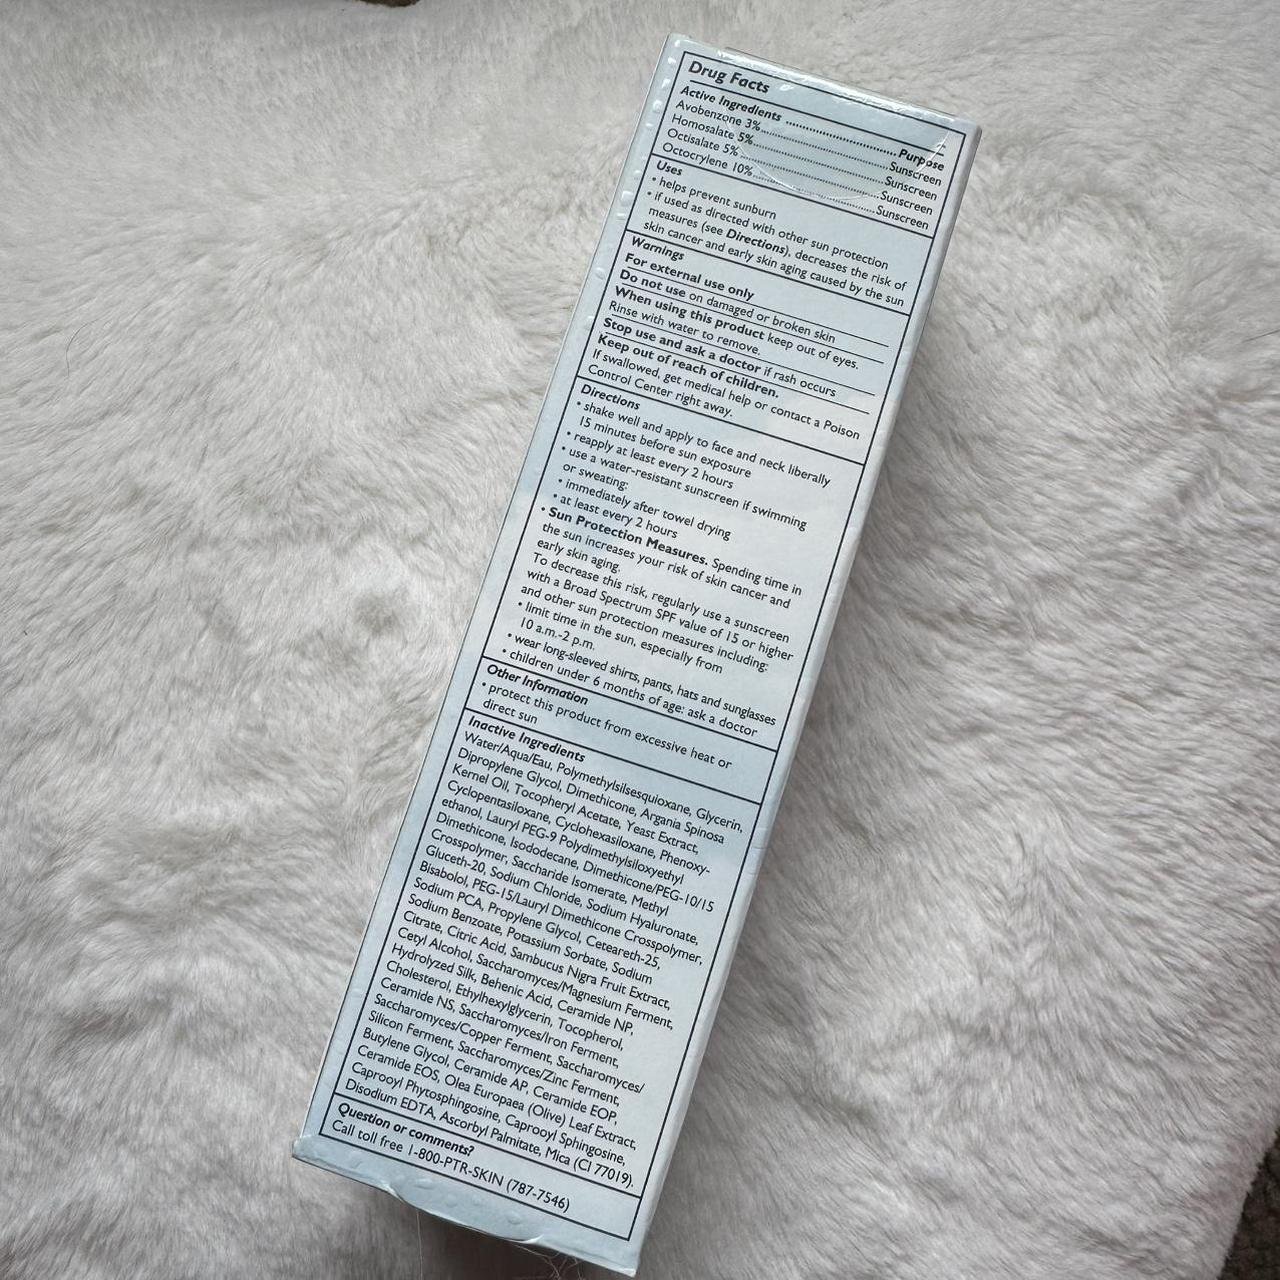 Drug Facts
Active Ingredients ........................ Purpose
Avobenzone 3%........................Sunscreen
Homosalate 5%........................Sunscreen
Octisalate 5%........................Sunscreen
Octocrylene 10%........................Sunscreen
Uses
• helps prevent sunburn
• if used as directed with other sun protection
measures (see Directions), decreases the risk of
skin cancer and early skin aging caused by the sun
Warnings
For external use only
Do not use on damaged or broken skin
When using this product keep out of eyes.
Rinse with water to remove.
Stop use and ask a doctor if rash occurs
Keep out of reach of children.
If swallowed, get medical help or contact a Poison
Control Center right away.
Directions
• shake well and apply to face and neck liberally
15 minutes before sun exposure
• reapply at least every 2 hours
• use a water-resistant sunscreen if swimming
or sweating:
• immediately after towel drying
• at least every 2 hours
• Sun Protection Measures. Spending time in
the sun increases your risk of skin cancer and
early skin aging.
To decrease this risk, regularly use a sunscreen
with a Broad Spectrum SPF value of 15 or higher
and other sun protection measures including:
• limit time in the sun, especially from
10 a.m.-2 p.m.
• wear long-sleeved shirts, pants, hats and sunglasses
• children under 6 months of age: ask a doctor
Other Information
• protect this product from excessive heat or
direct sun
Inactive Ingredients
Water/Aqua/Eau, Polymethylsilsesquioxane, Glycerin,
Dipropylene Glycol, Dimethicone, Argania Spinosa
Kernel Oil, Tocopheryl Acetate, Yeast Extract,
Cyclopentasiloxane, Cyclohexasiloxane, Phenoxy-
ethanol, Lauryl PEG-9 Polydimethylsiloxyethyl
Dimethicone, Isododecane, Dimethicone/PEG-10/15
Crosspolymer, Saccharide Isomerate, Methyl
Gluceth-20, Sodium Chloride, Sodium Hyaluronate,
Bisabolol, PEG-15/Lauryl Dimethicone Crosspolymer,
Sodium PCA, Propylene Glycol, Ceteareth-25,
Sodium Benzoate, Potassium Sorbate, Sodium
Citrate, Citric Acid, Sambucus Nigra Fruit Extract,
Cetyl Alcohol, Saccharomyces/Magnesium Ferment,
Hydrolyzed Silk, Behenic Acid, Ceramide NP,
Cholesterol, Ethylhexylglycerin, Tocopherol,
Ceramide NS, Saccharomyces/Iron Ferment,
Saccharomyces/Copper Ferment, Saccharomyces/
Silicon Ferment, Saccharomyces/Zinc Ferment,
Butylene Glycol, Ceramide AP, Ceramide EOP,
Ceramide EOS, Olea Europaea (Olive) Leaf Extract,
Caprooyl Phytosphingosine, Caprooyl Sphingosine,
Disodium EDTA, Ascorbyl Palmitate, Mica (CI 77019).
Question or comments?
Call toll free 1-800-PTR-SKIN (787-7546)